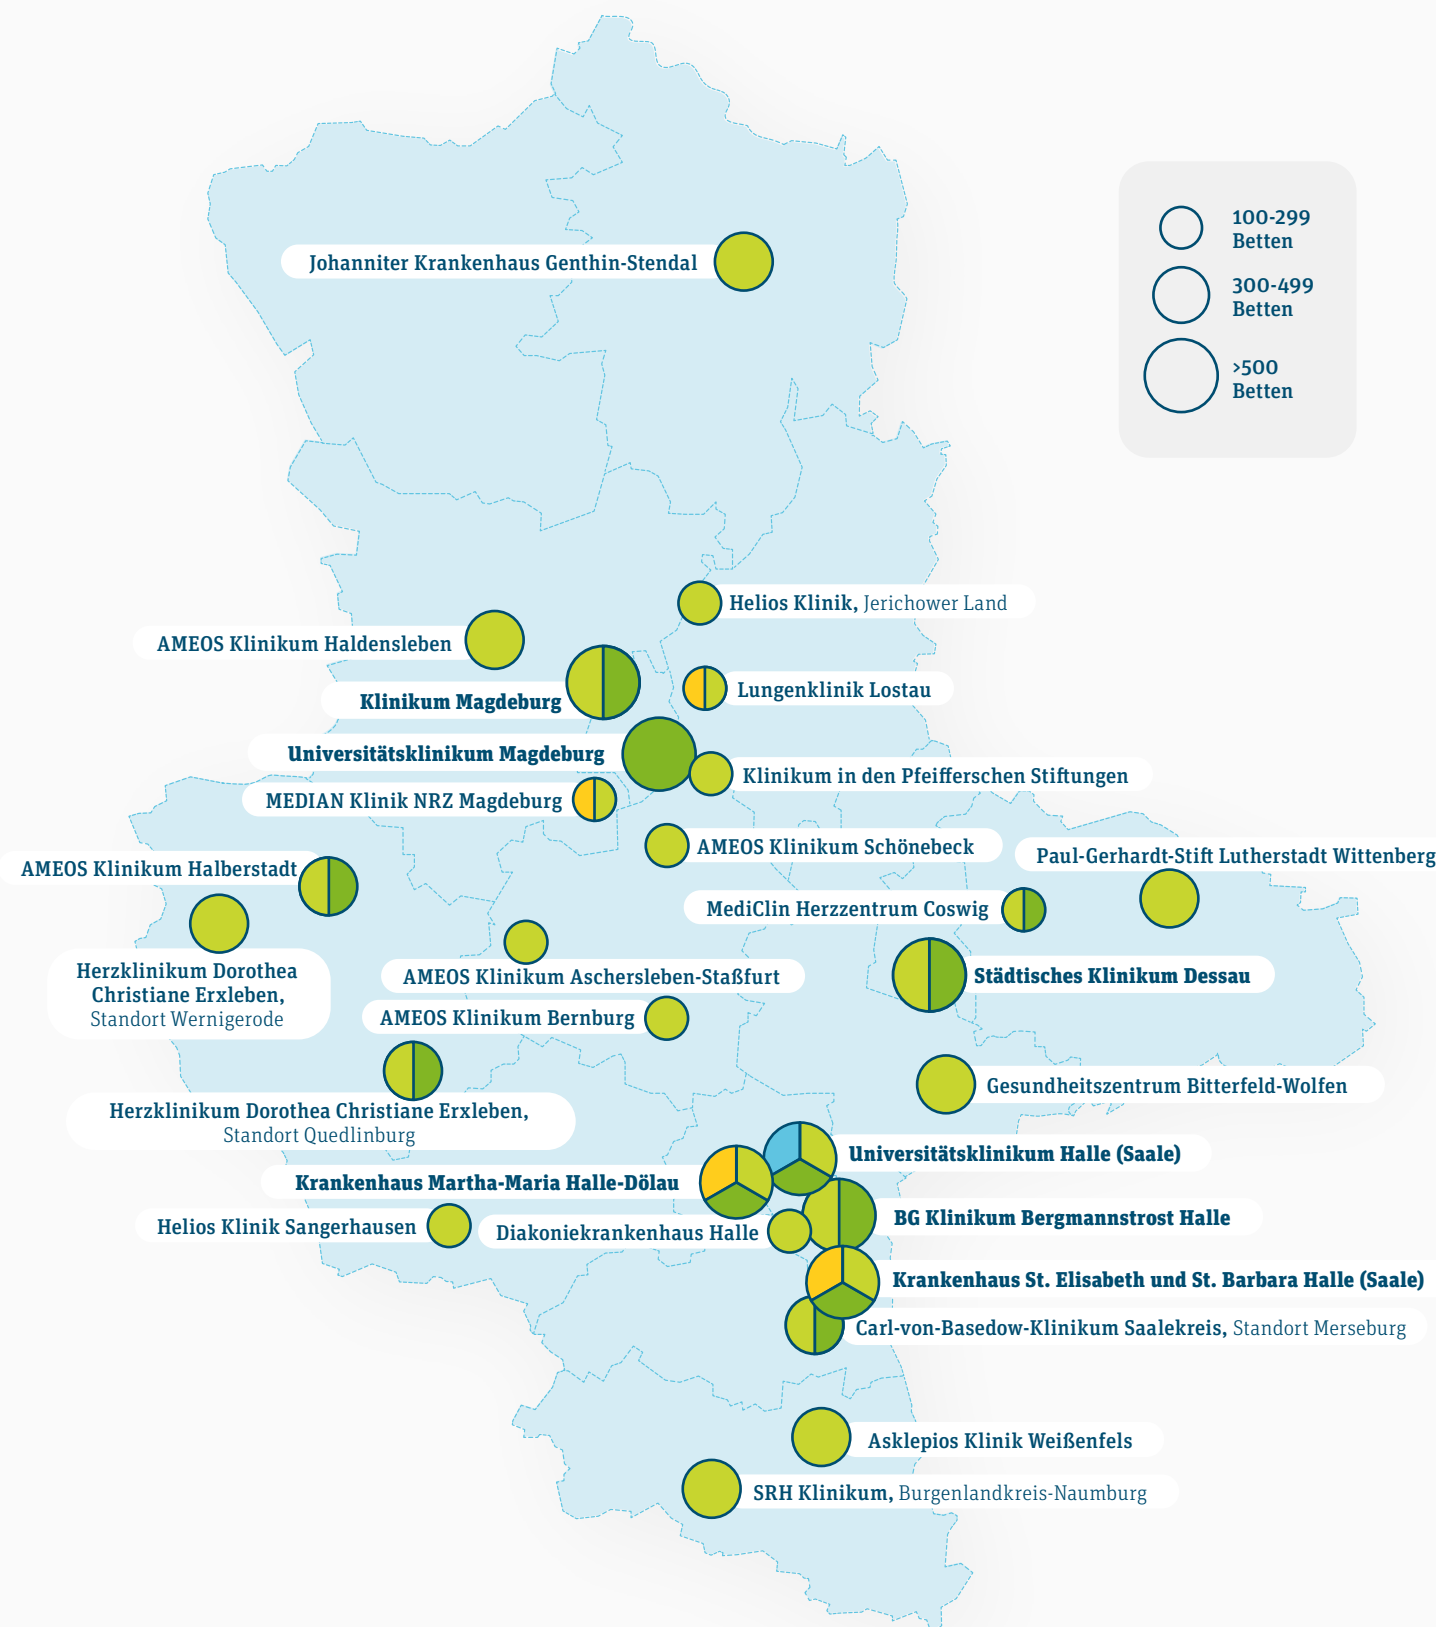 100-299
Betten
300-499
Betten
>500
Betten
Johanniter Krankenhaus Genthin-Stendal
Helios Klinik, Jerichower Land
AMEOS Klinikum Haldensleben
Lungenklinik Lostau
Klinikum Magdeburg
Universitätsklinikum Magdeburg
Klinikum in den Pfeifferschen Stiftungen
MEDIAN Klinik NRZ Magdeburg
AMEOS Klinikum Schönebeck
Paul-Gerhardt-Stift Lutherstadt Wittenberg
AMEOS Klinikum Halberstadt
MediClin Herzzentrum Coswig
Herzklinikum Dorothea
Christiane Erxleben,
Standort Wernigerode
AMEOS Klinikum Aschersleben-Staßfurt
Städtisches Klinikum Dessau
AMEOS Klinikum Bernburg
Gesundheitszentrum Bitterfeld-Wolfen
Herzklinikum Dorothea Christiane Erxleben,
Standort Quedlinburg
Universitätsklinikum Halle (Saale)
Krankenhaus Martha-Maria Halle-Dölau
BG Klinikum Bergmannstrost Halle
Helios Klinik Sangerhausen
Diakoniekrankenhaus Halle
Krankenhaus St. Elisabeth und St. Barbara Halle (Saale)
Carl-von-Basedow-Klinikum Saalekreis, Standort Merseburg
Asklepios Klinik Weißenfels
SRH Klinikum, Burgenlandkreis-Naumburg